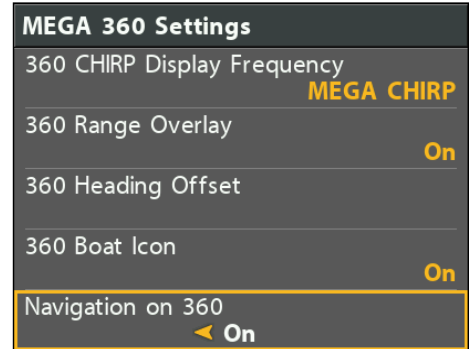 MEGA 360 Settings
360 CHIRP Display Frequency
MEGA CHIRP
360 Range Overlay
On
360 Heading Offset
360 Boat Icon
On
Navigation on 360
On